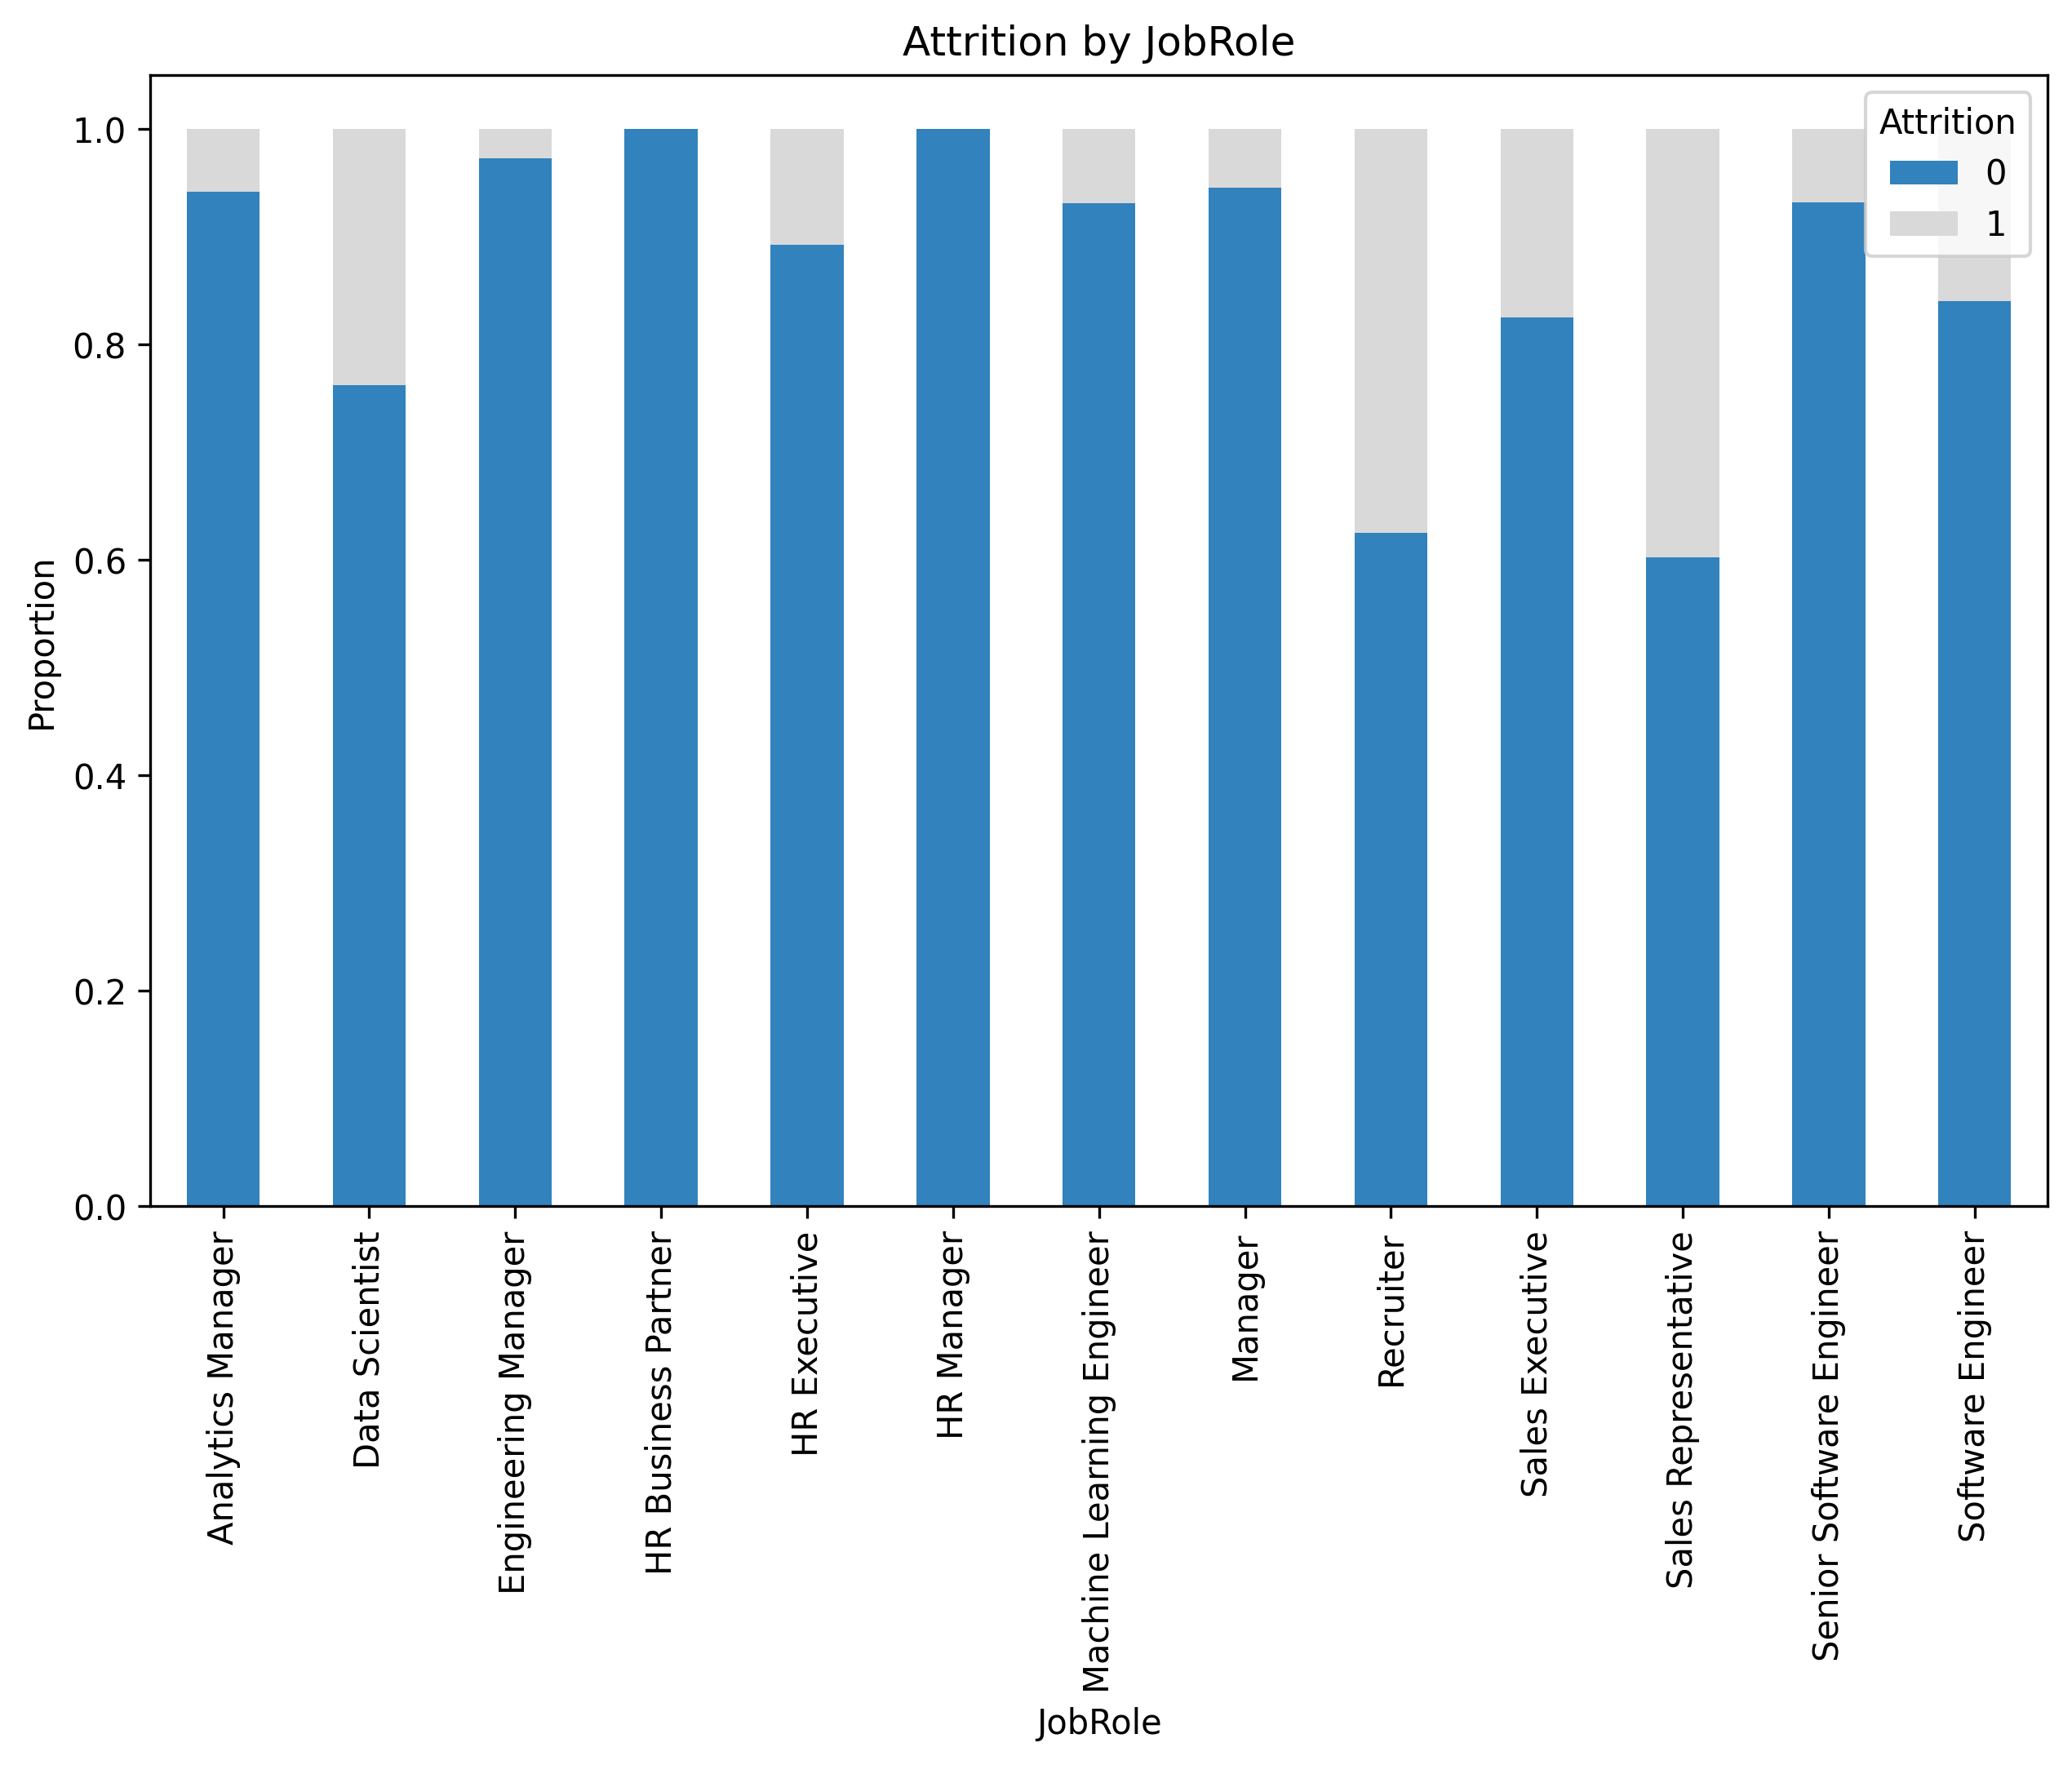 Attrition by JobRole
Attrition
0
1
Proportion
1.0
0.8
0.6
0.4
0.2
0.0
Analytics Manager
Data Scientist
Engineering Manager
HR Business Partner
HR Executive
HR Manager
Machine Learning Engineer
Manager
Recruiter
Sales Executive
Sales Representative
Senior Software Engineer
Software Engineer
JobRole